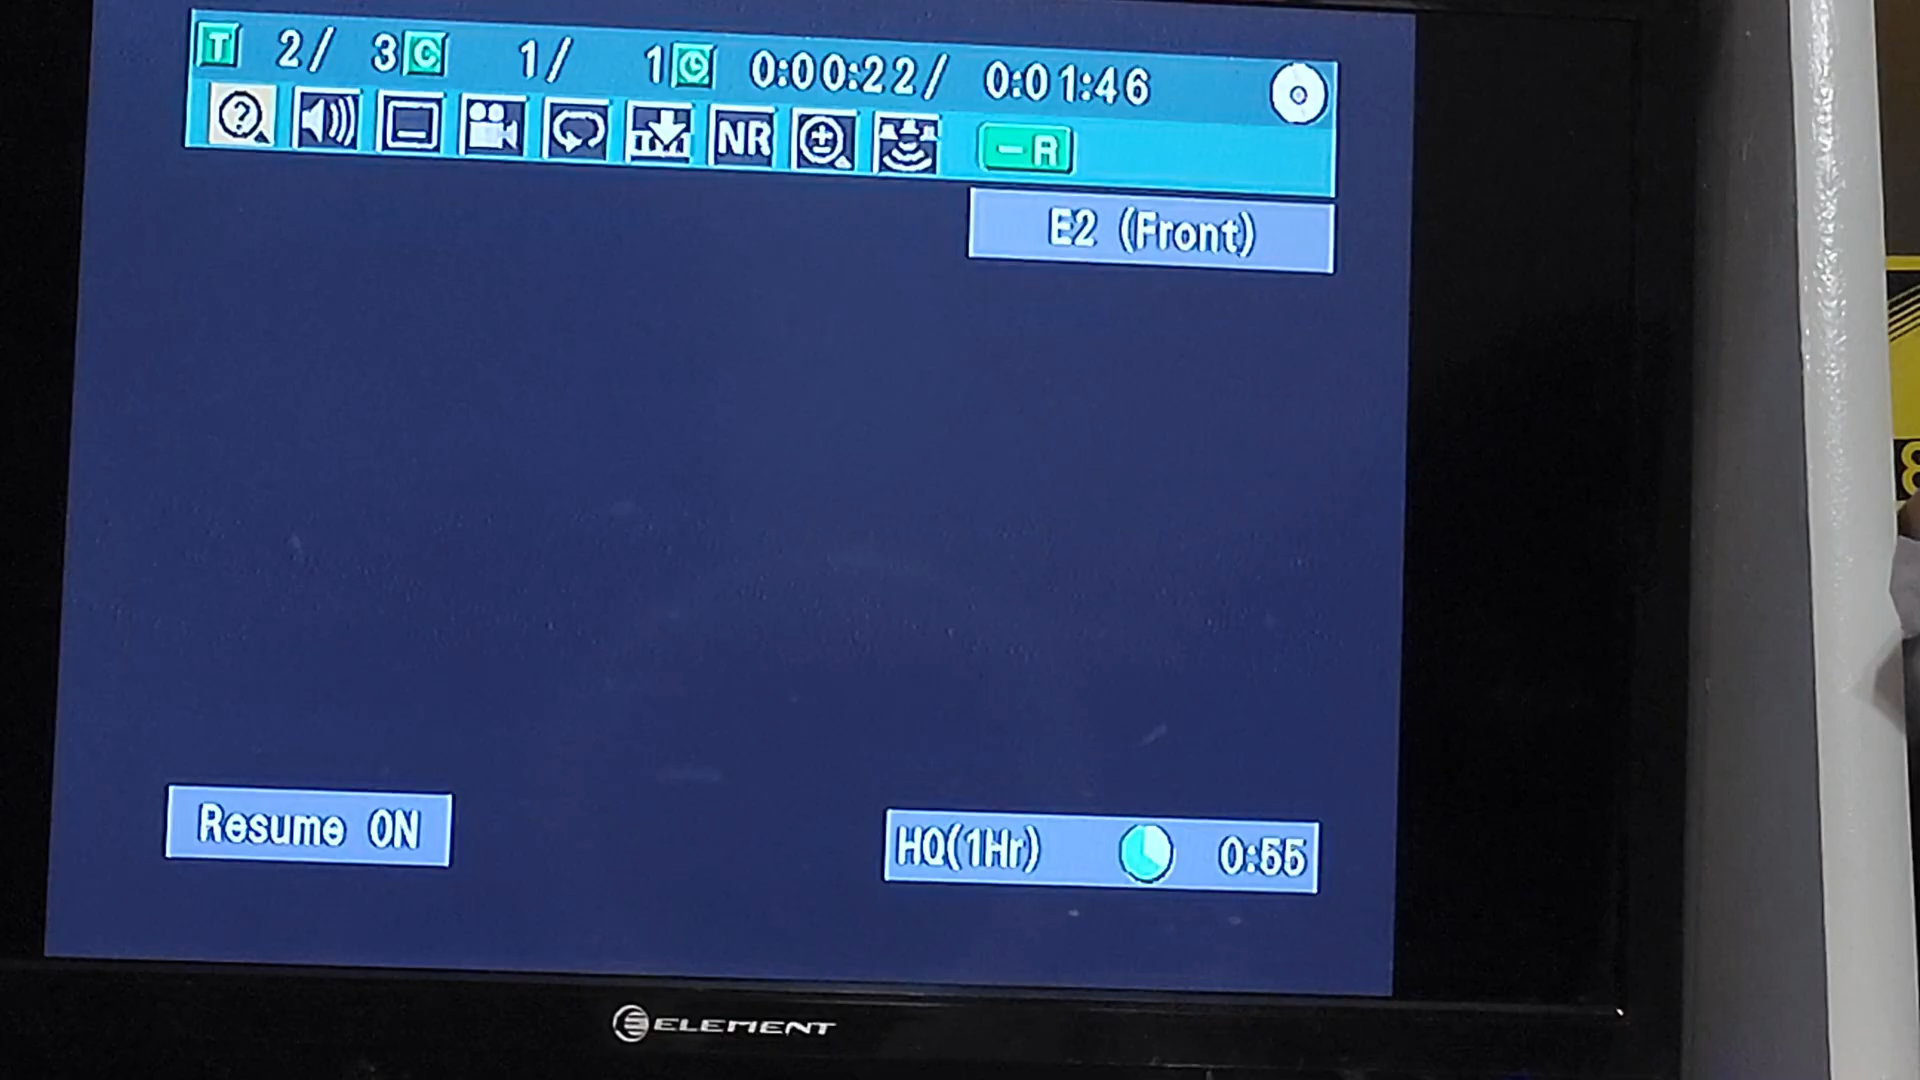 T 2/ 3 C 1/ 1 0:00:22/ 0:01:46
NR -R
E2 (Front)
Resume ON
HQ(1Hr) 0:55
ELEMENT
8